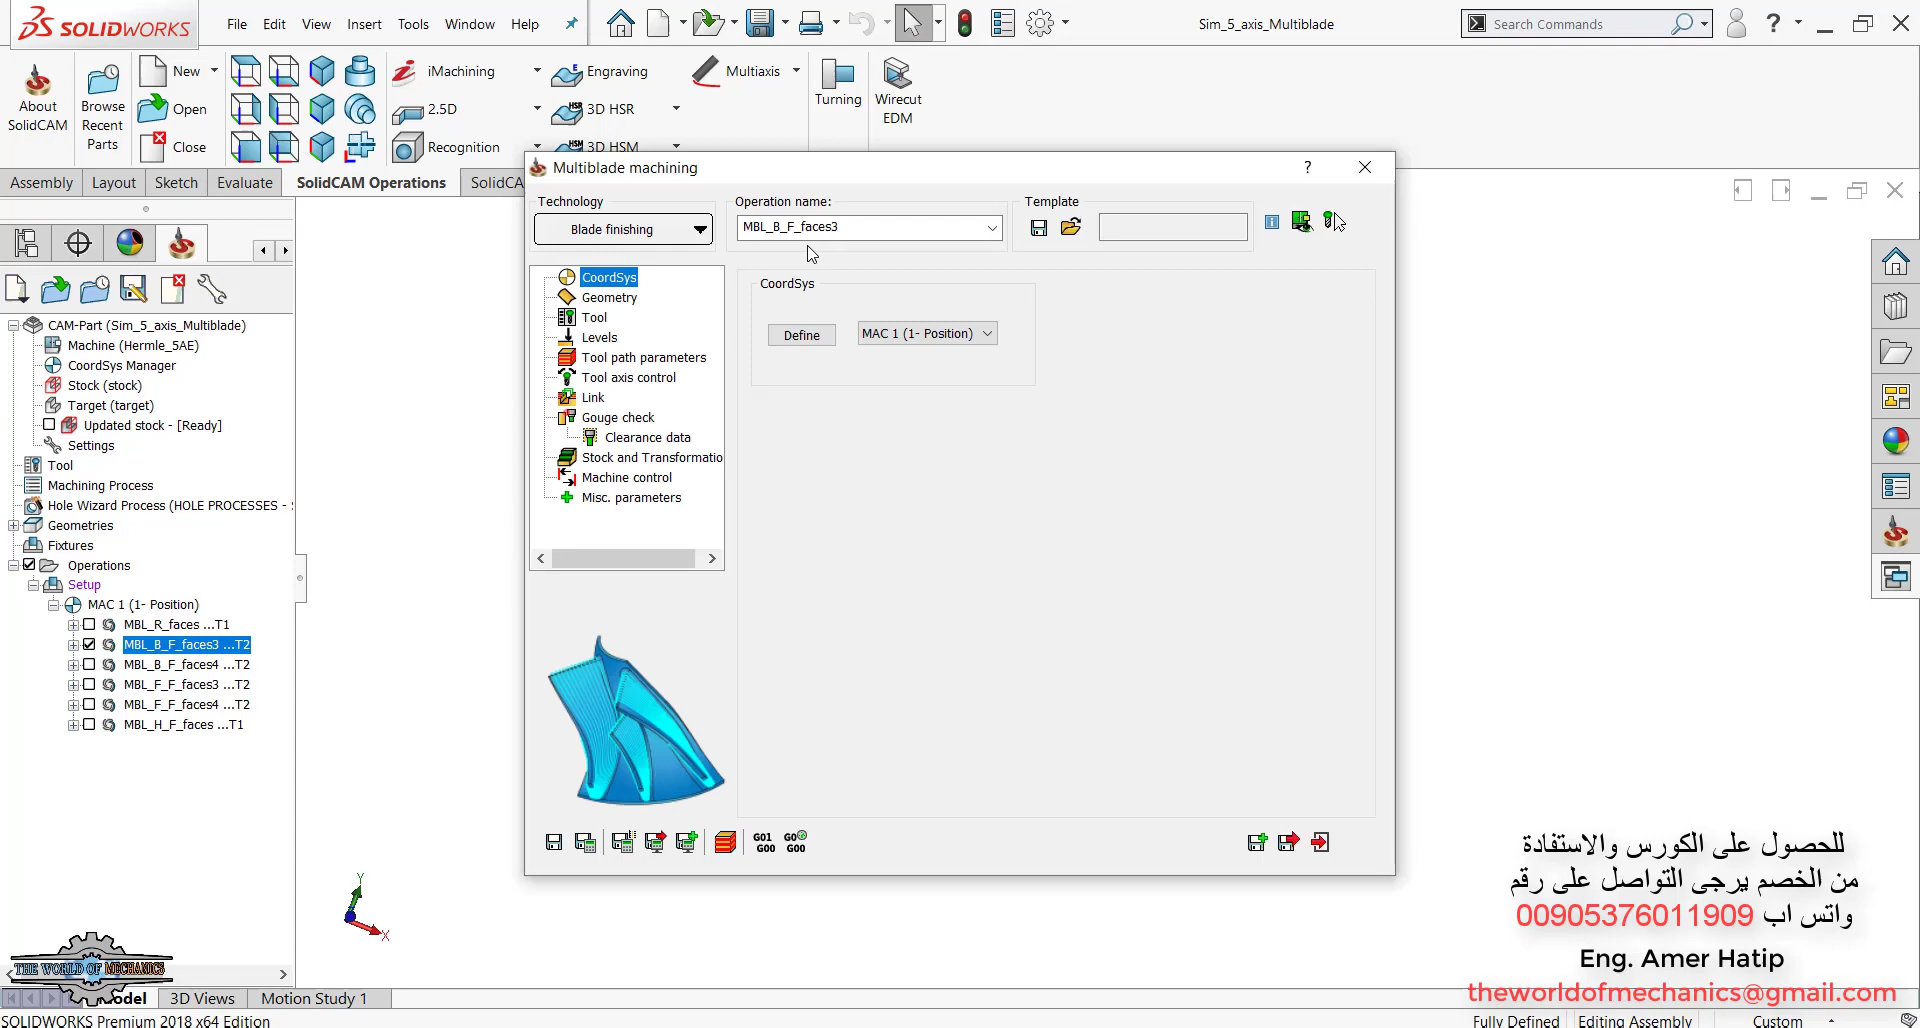 SOLIDWORKS
File Edit View Insert Tools Window Help
Sim_5_axis_Multiblade
Search Commands
?
About SolidCAM
Browse Recent Parts
New
Open
Close
iMachining
2.5D
Recognition
Engraving
3D HSR
3D HSM
Multiaxis
Turning
Wirecut EDM
Assembly Layout Sketch Evaluate SolidCAM Operations SolidCA
CAM-Part (Sim_5_axis_Multiblade)
Machine (Hermle_5AE)
CoordSys Manager
Stock (stock)
Target (target)
Updated stock - [Ready]
Settings
Tool
Machining Process
Hole Wizard Process (HOLE PROCESSES -
Geometries
Fixtures
Operations
Setup
MAC 1 (1- Position)
MBL_R_faces ...T1
MBL_B_F_faces3 ...T2
MBL_B_F_faces4 ...T2
MBL_F_F_faces3 ...T2
MBL_F_F_faces4 ...T2
MBL_H_F_faces ...T1
Multiblade machining
?
Technology
Blade finishing
Operation name:
MBL_B_F_faces3
Template
CoordSys
Geometry
Tool
Levels
Tool path parameters
Tool axis control
Link
Gouge check
Clearance data
Stock and Transformatio
Machine control
Misc. parameters
CoordSys
Define
MAC 1 (1- Position)
G01 G00
G0 G00
Y
X
THE WORLD OF MECHANICS
للحصول على الكورس والاستفادة
من الخصم يرجى التواصل على رقم
واتس اب 00905376011909
Eng. Amer Hatip
theworldofmechanics@gmail.com
odel 3D Views Motion Study 1
SOLIDWORKS Premium 2018 x64 Edition
Fully Defined Editing Assembly Custom